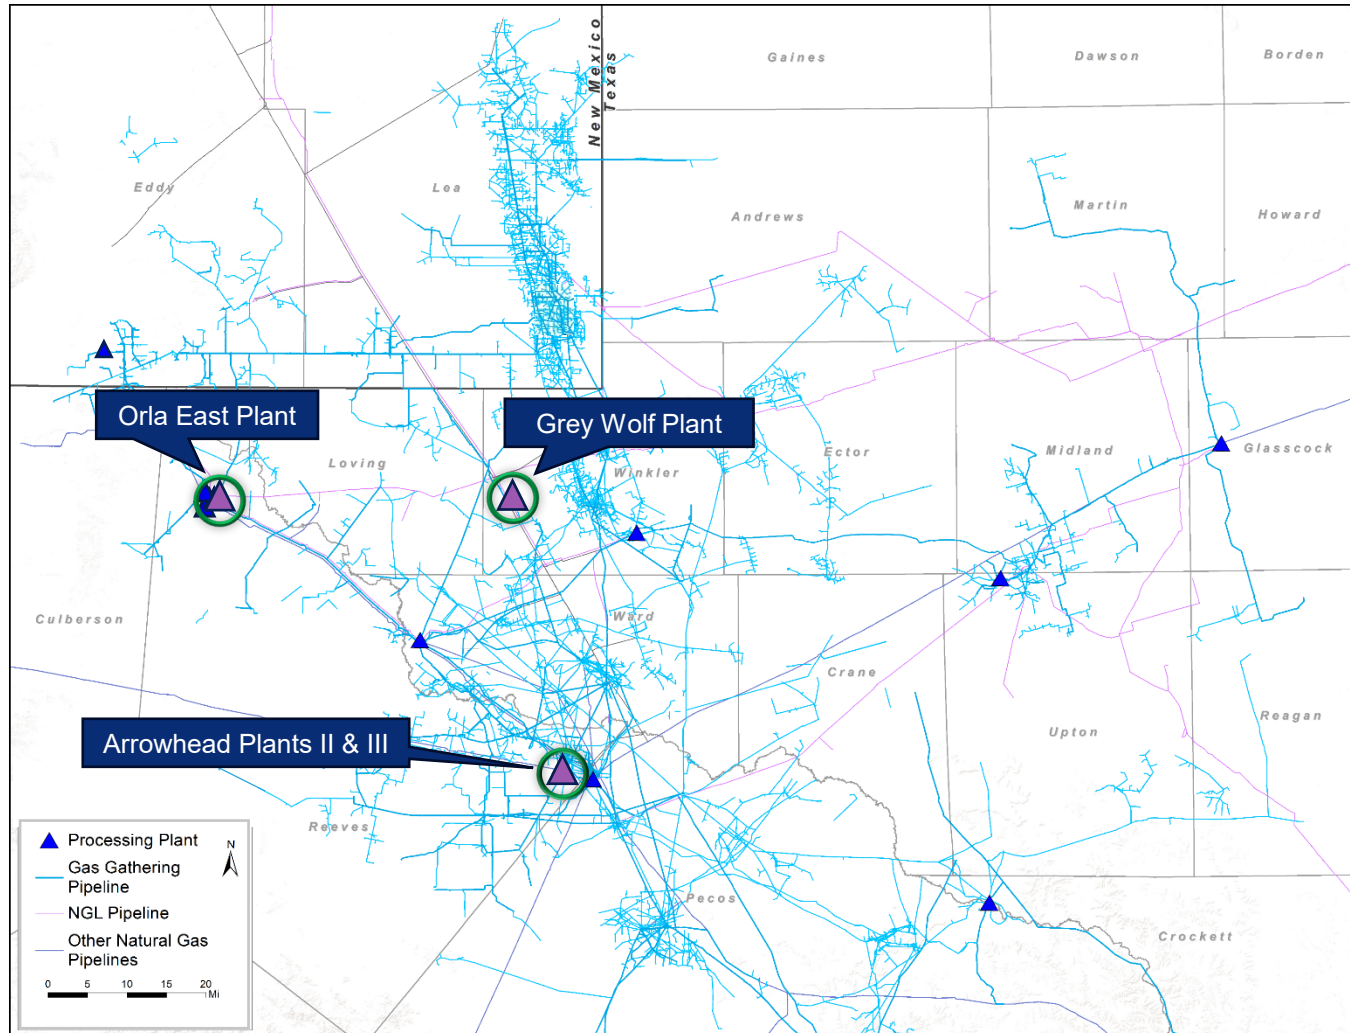 New Mexico
Texas
Gaines
Dawson
Borden
Eddy
Lea
Andrews
Martin
Howard
Orla East Plant
Grey Wolf Plant
Loving
Winkler
Ector
Midland
Glasscock
Culberson
Ward
Crane
Upton
Reagan
Arrowhead Plants II & III
Reeves
Pecos
Crockett
Processing Plant
N
Gas Gathering
Pipeline
NGL Pipeline
Other Natural Gas
Pipelines
0 5 10 15 20
Mi